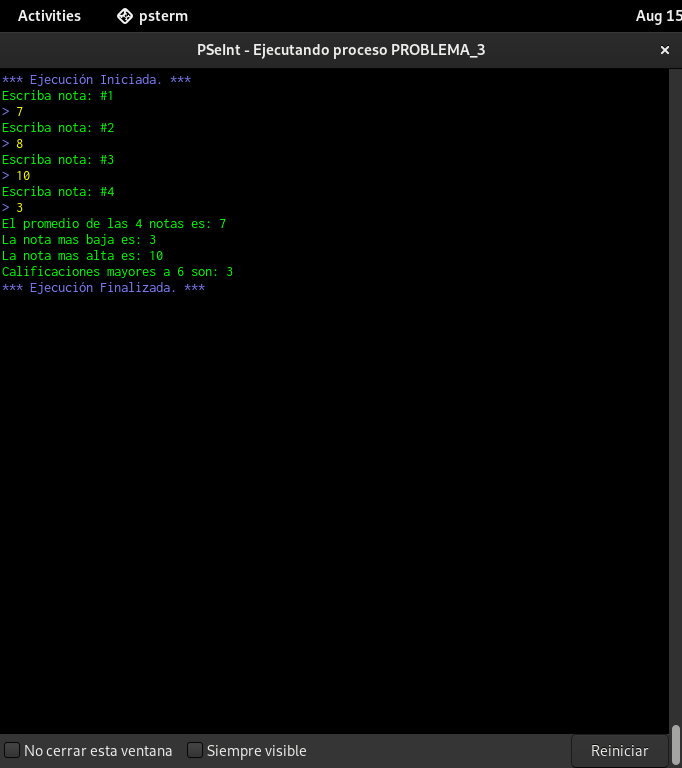 Activities psterm Aug 15
PSeInt - Ejecutando proceso PROBLEMA_3 ×
*** Ejecución Iniciada. ***
Escriba nota: #1
> 7
Escriba nota: #2
> 8
Escriba nota: #3
> 10
Escriba nota: #4
> 3
El promedio de las 4 notas es: 7
La nota mas baja es: 3
La nota mas alta es: 10
Calificaciones mayores a 6 son: 3
*** Ejecución Finalizada. ***
No cerrar esta ventana Siempre visible Reiniciar